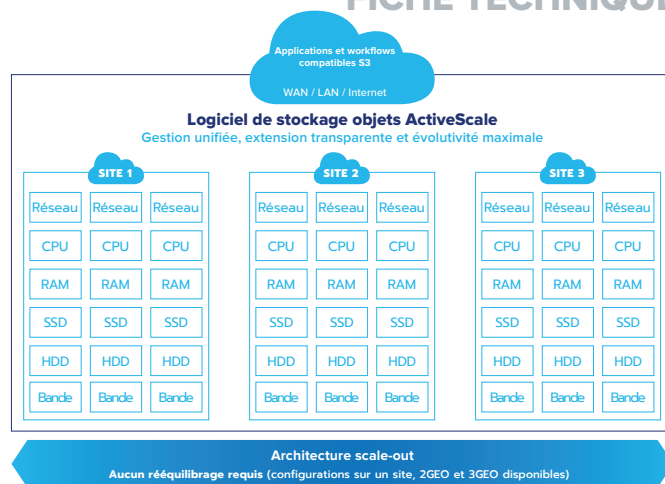 FICHE TECHNIQUE
Applications et workflows
compatibles S3
WAN / LAN / Internet
Logiciel de stockage objets ActiveScale
Gestion unifiée, extension transparente et évolutivité maximale
SITE 1
SITE 2
SITE 3
Réseau Réseau Réseau Réseau Réseau Réseau Réseau Réseau Réseau
CPU CPU CPU CPU CPU CPU CPU CPU CPU
RAM RAM RAM RAM RAM RAM RAM RAM RAM
SSD SSD SSD SSD SSD SSD SSD SSD SSD
HDD HDD HDD HDD HDD HDD HDD HDD HDD
Bande Bande Bande Bande Bande Bande Bande Bande Bande
Architecture scale-out
Aucun rééquilibrage requis (configurations sur un site, 2GEO et 3GEO disponibles)